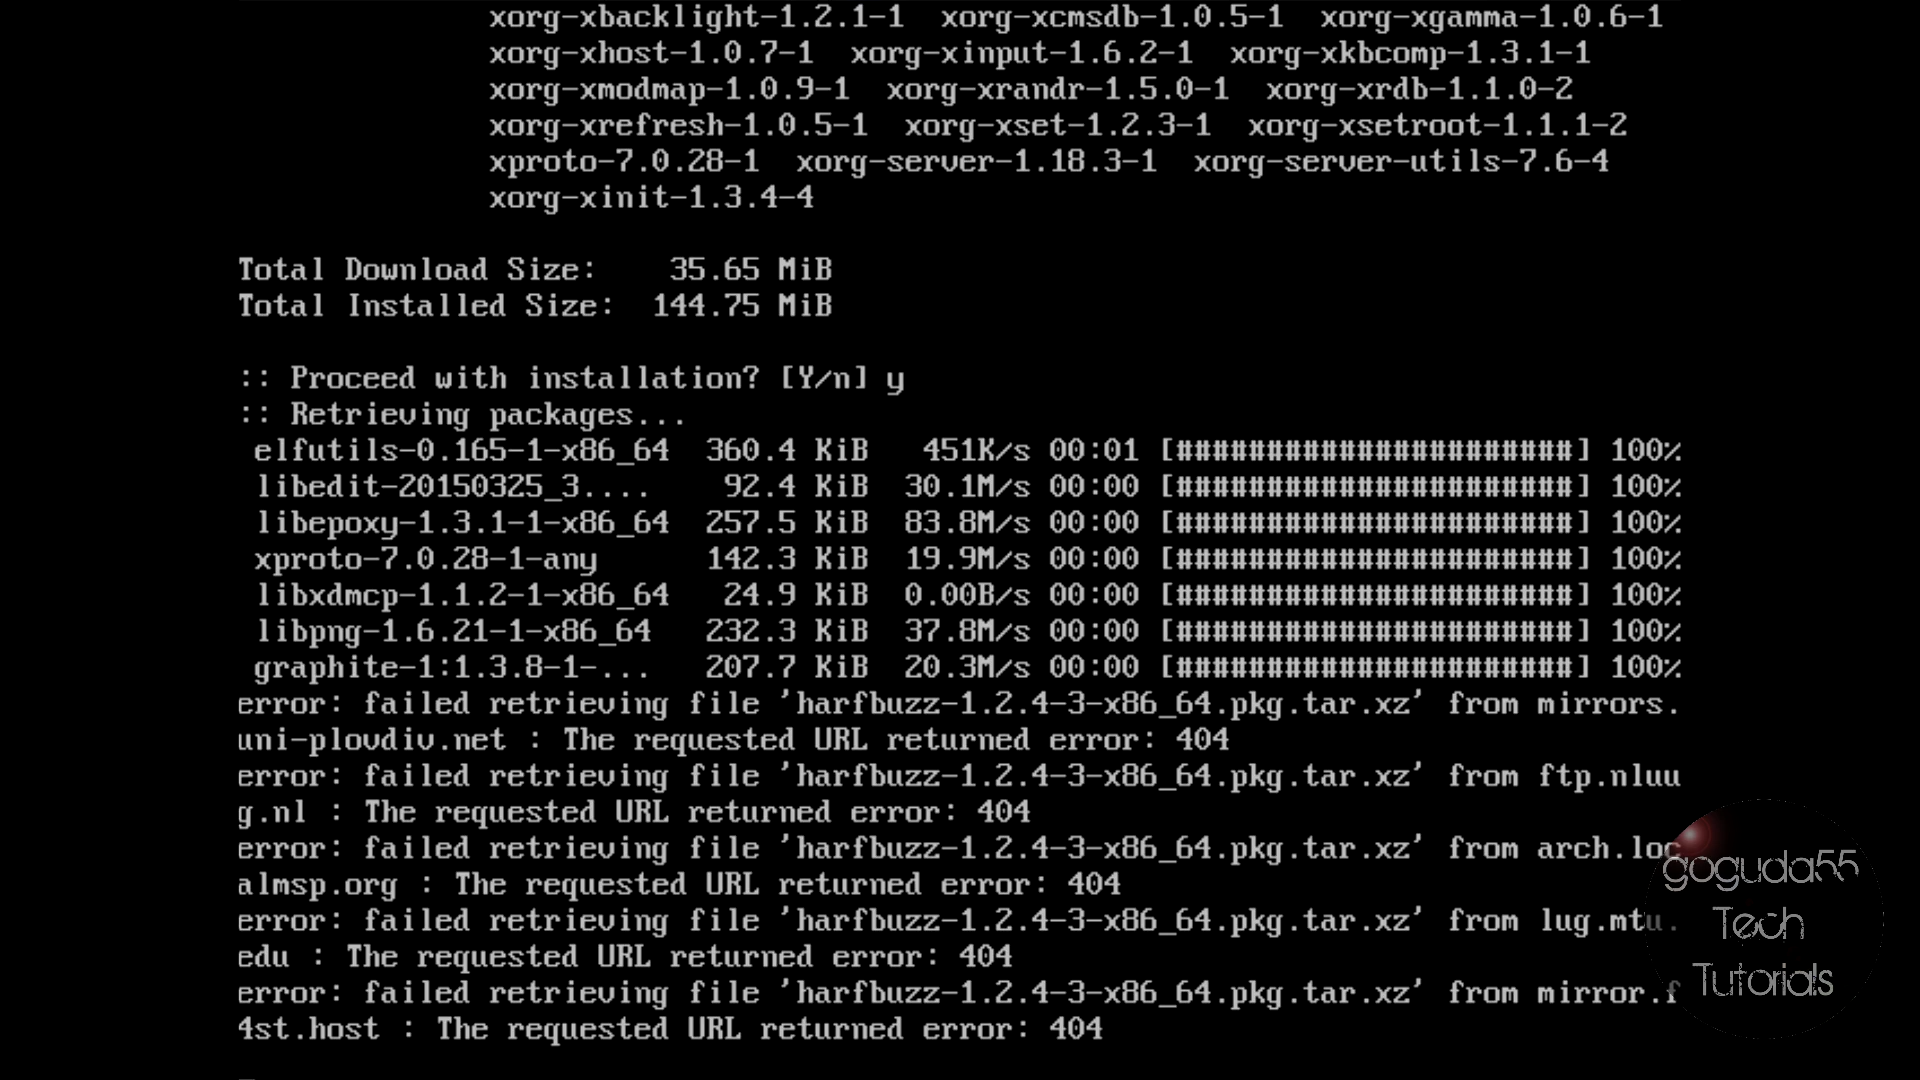 xorg-xbacklight-1.2.1-1  xorg-xcmsdb-1.0.5-1  xorg-xgamma-1.0.6-1
xorg-xhost-1.0.7-1  xorg-xinput-1.6.2-1  xorg-xkbcomp-1.3.1-1
xorg-xmodmap-1.0.9-1  xorg-xrandr-1.5.0-1  xorg-xrdb-1.1.0-2
xorg-xrefresh-1.0.5-1  xorg-xset-1.2.3-1  xorg-xsetroot-1.1.1-2
xproto-7.0.28-1  xorg-server-1.18.3-1  xorg-server-utils-7.6-4
xorg-xinit-1.3.4-4
Total Download Size:    35.65 MiB
Total Installed Size:  144.75 MiB
:: Proceed with installation? [Y/n] y
:: Retrieving packages...
elfutils-0.165-1-x86_64  360.4 KiB   451K/s 00:01 [######################] 100%
libedit-20150325_3....    92.4 KiB  30.1M/s 00:00 [######################] 100%
libepoxy-1.3.1-1-x86_64  257.5 KiB  83.8M/s 00:00 [######################] 100%
xproto-7.0.28-1-any      142.3 KiB  19.9M/s 00:00 [######################] 100%
libxdmcp-1.1.2-1-x86_64   24.9 KiB  0.00B/s 00:00 [######################] 100%
libpng-1.6.21-1-x86_64   232.3 KiB  37.8M/s 00:00 [######################] 100%
graphite-1:1.3.8-1-...   207.7 KiB  20.3M/s 00:00 [######################] 100%
error: failed retrieving file 'harfbuzz-1.2.4-3-x86_64.pkg.tar.xz' from mirrors.
uni-plovdiv.net : The requested URL returned error: 404
error: failed retrieving file 'harfbuzz-1.2.4-3-x86_64.pkg.tar.xz' from ftp.nluu
g.nl : The requested URL returned error: 404
error: failed retrieving file 'harfbuzz-1.2.4-3-x86_64.pkg.tar.xz' from arch.loc
almsp.org : The requested URL returned error: 404
error: failed retrieving file 'harfbuzz-1.2.4-3-x86_64.pkg.tar.xz' from lug.mtu.
edu : The requested URL returned error: 404
error: failed retrieving file 'harfbuzz-1.2.4-3-x86_64.pkg.tar.xz' from mirror.f
4st.host : The requested URL returned error: 404
goguda55
Tech
Tutorials